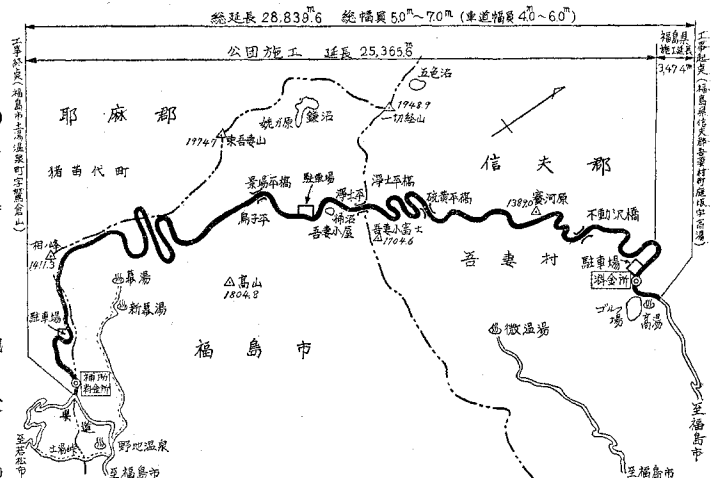 総延長 28,839.6m 総幅員 5.0m~7.0m (車道幅員 4.0m~6.0m)
公団施工 延長 25,365.6m
福島県
施工延長
3,474m
工事終点(福島市土湯温泉町字鷲倉山)
工事起点(福島県信夫郡吾妻村町庭坂字高湯)
五色沼
1948.9
一切経山
姥ガ原
鎌沼
耶麻郡
1974.7
東吾妻山
猪苗代町
信夫郡
景場平橋
駐車場
浄土平
浄土平橋
硫黄平橋
1387.0
賽河原
不動沢橋
鳥子平
桶沼
吾妻小屋
吾妻小富士
1704.6
吾妻村
駐車場
料金所
相ノ峰
1411.3
幕湯
新幕湯
高山
1804.8
ゴルフ場
高湯
微温湯
福島市
駐車場
料金所
県道
土湯峠
野地温泉
至若松市
至福島市
至福島市
至福島市